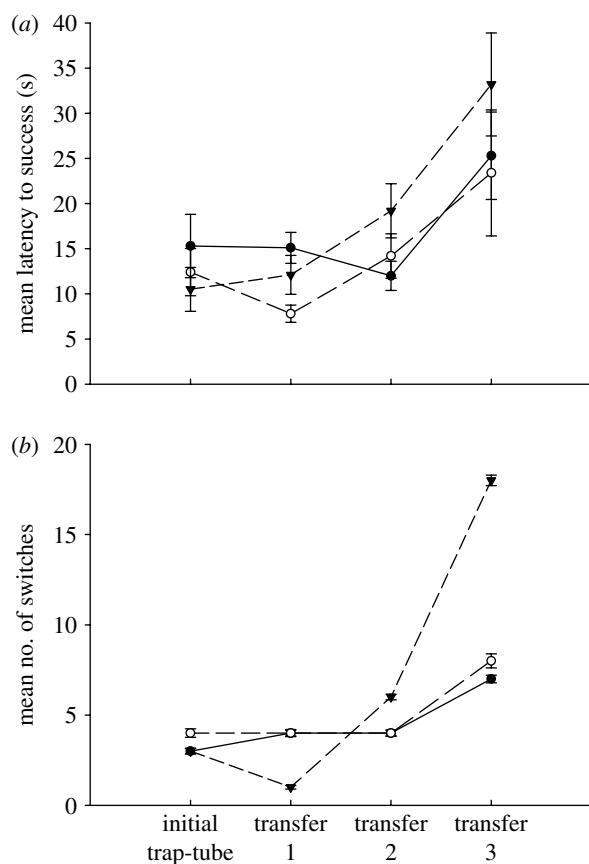 (a)
mean latency to success (s)
40
35
30
25
20
15
10
5
0
(b)
mean no. of switches
20
15
10
5
0
initial trap-tube
transfer 1
transfer 2
transfer 3